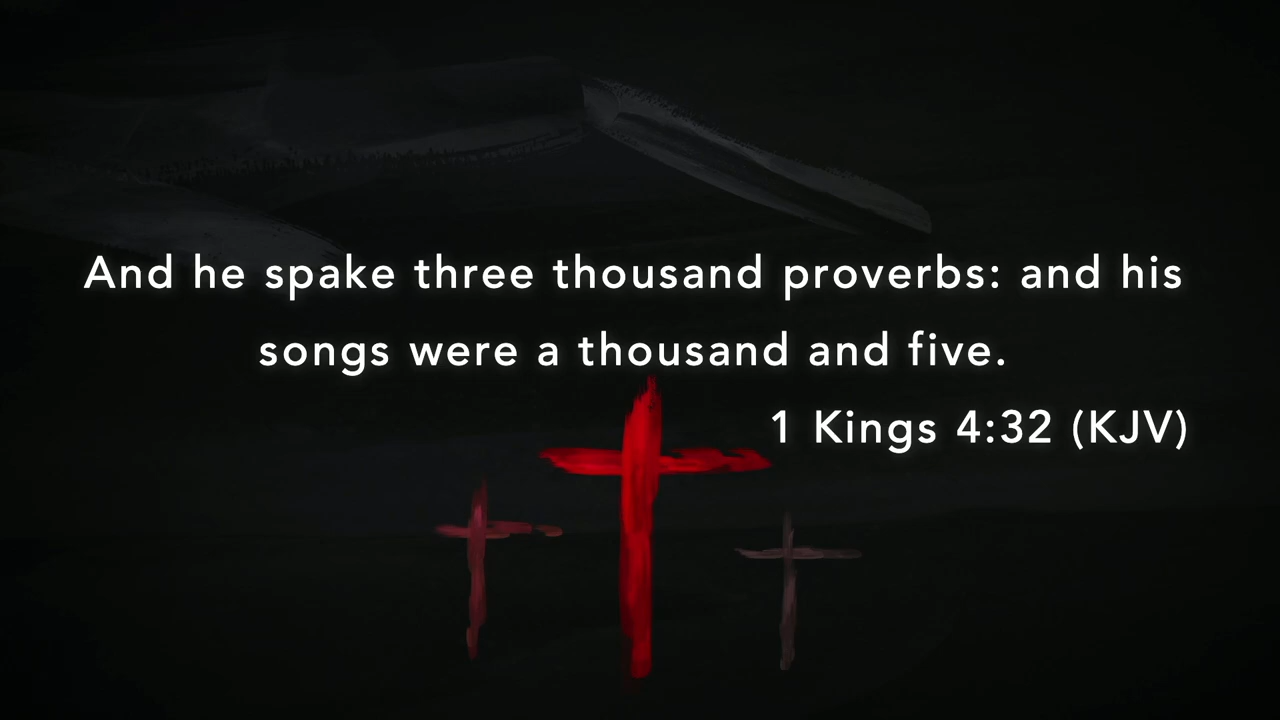 And he spake three thousand proverbs: and his
songs were a thousand and five.
1 Kings 4:32 (KJV)